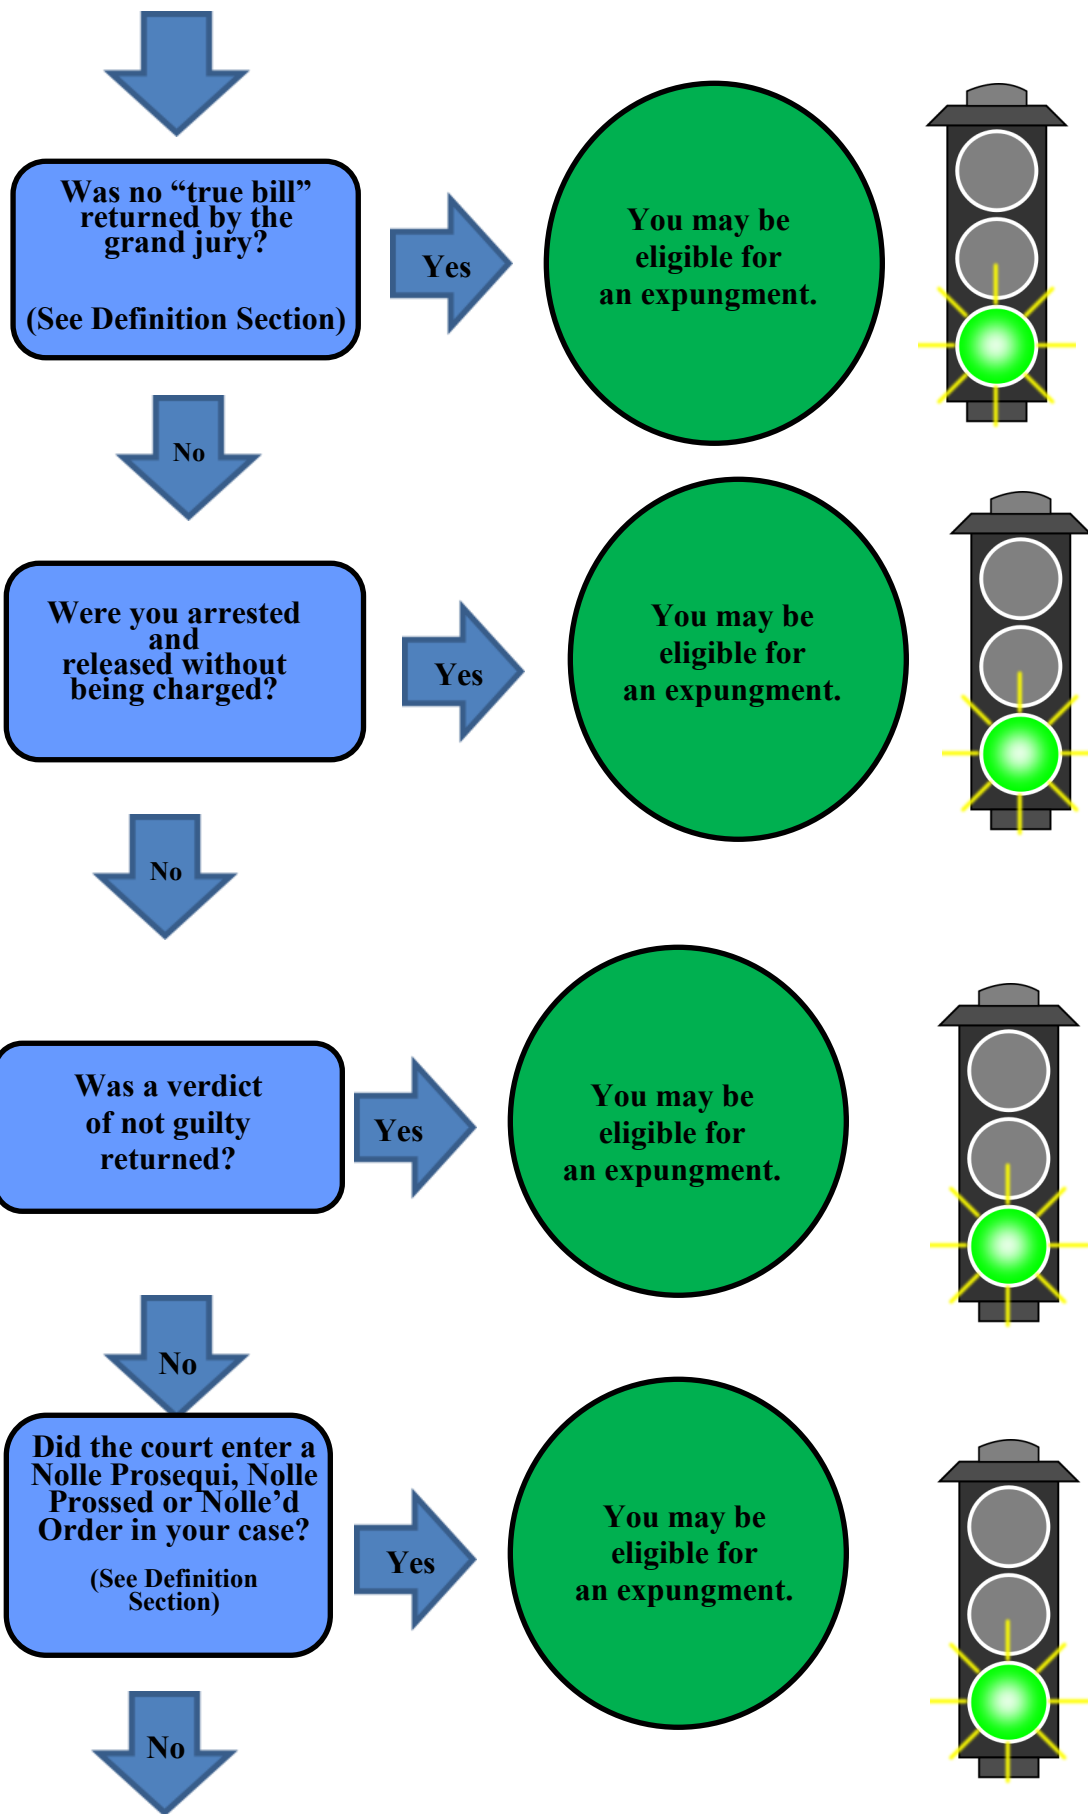 Was no “true bill”
returned by the
grand jury?
(See Definition Section)
Yes
You may be
eligible for
an expungment.
No
Were you arrested
and
released without
being charged?
Yes
You may be
eligible for
an expungment.
No
Was a verdict
of not guilty
returned?
Yes
You may be
eligible for
an expungment.
No
Did the court enter a
Nolle Prosequi, Nolle
Prossed or Nolle’d
Order in your case?
(See Definition
Section)
Yes
You may be
eligible for
an expungment.
No